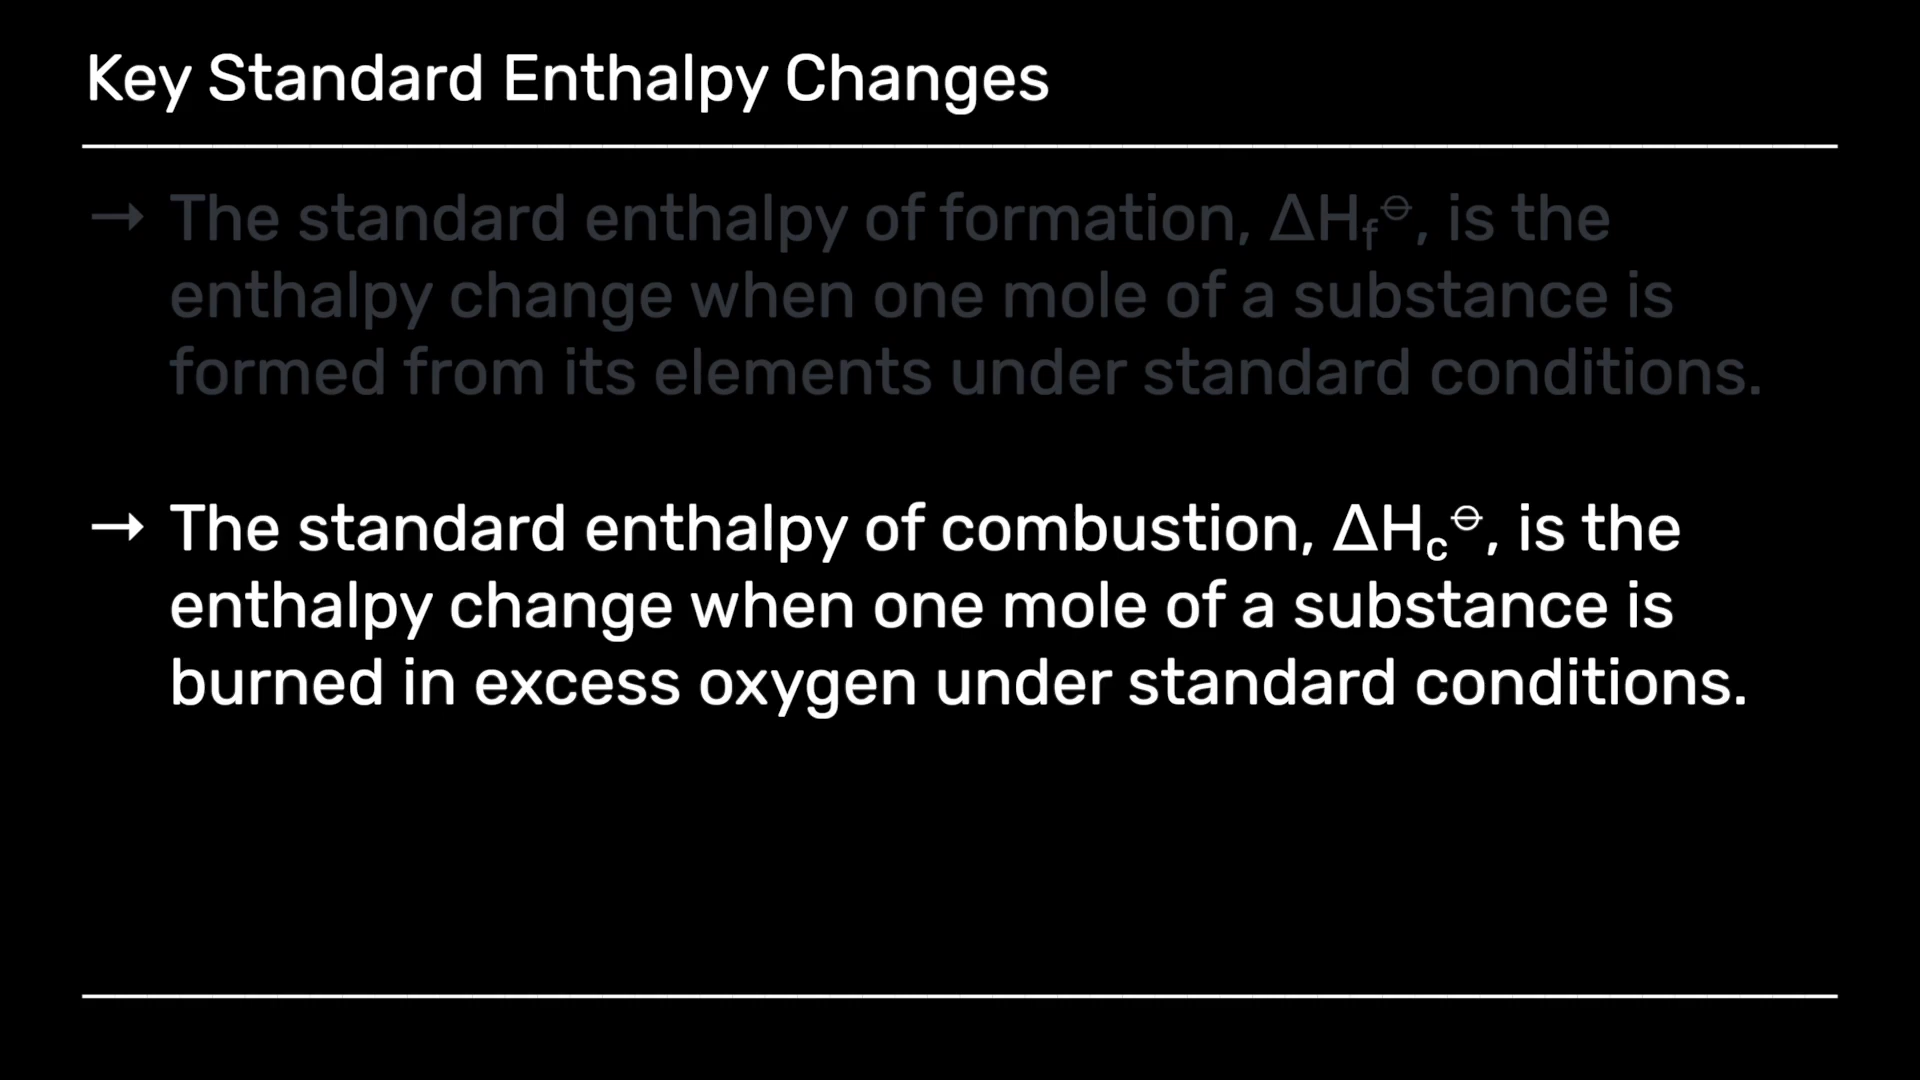 Key Standard Enthalpy Changes
→ The standard enthalpy of formation, ΔH_f^⦵, is the
enthalpy change when one mole of a substance is
formed from its elements under standard conditions.
→ The standard enthalpy of combustion, ΔH_c^⦵, is the
enthalpy change when one mole of a substance is
burned in excess oxygen under standard conditions.